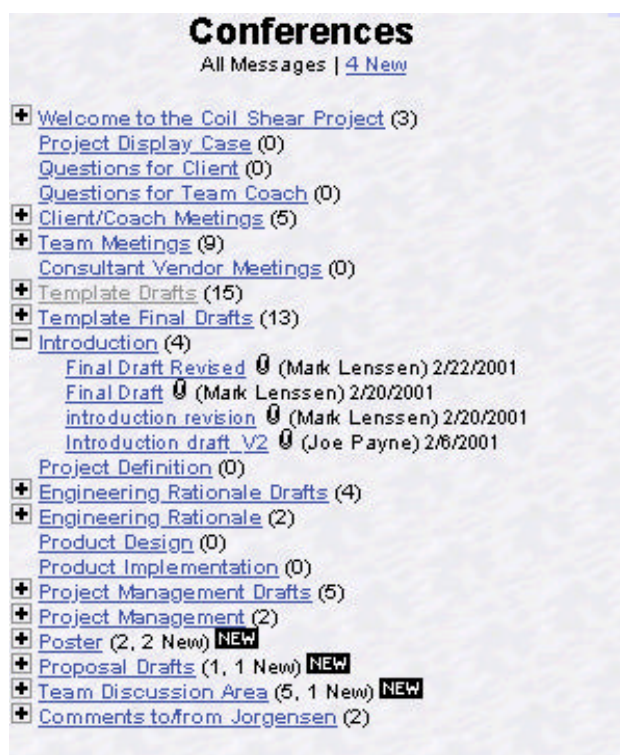 Conferences
All Messages | 4 New
Welcome to the Coil Shear Project (3)
Project Display Case (0)
Questions for Client (0)
Questions for Team Coach (0)
Client/Coach Meetings (5)
Team Meetings (9)
Consultant Vendor Meetings (0)
Template Drafts (15)
Template Final Drafts (13)
Introduction (4)
Final Draft Revised (Mark Lenssen) 2/22/2001
Final Draft (Mark Lenssen) 2/20/2001
introduction revision (Mark Lenssen) 2/20/2001
Introduction draft_V2 (Joe Payne) 2/6/2001
Project Definition (0)
Engineering Rationale Drafts (4)
Engineering Rationale (2)
Product Design (0)
Product Implementation (0)
Project Management Drafts (5)
Project Management (2)
Poster (2, 2 New) NEW
Proposal Drafts (1, 1 New) NEW
Team Discussion Area (5, 1 New) NEW
Comments to/from Jorgensen (2)